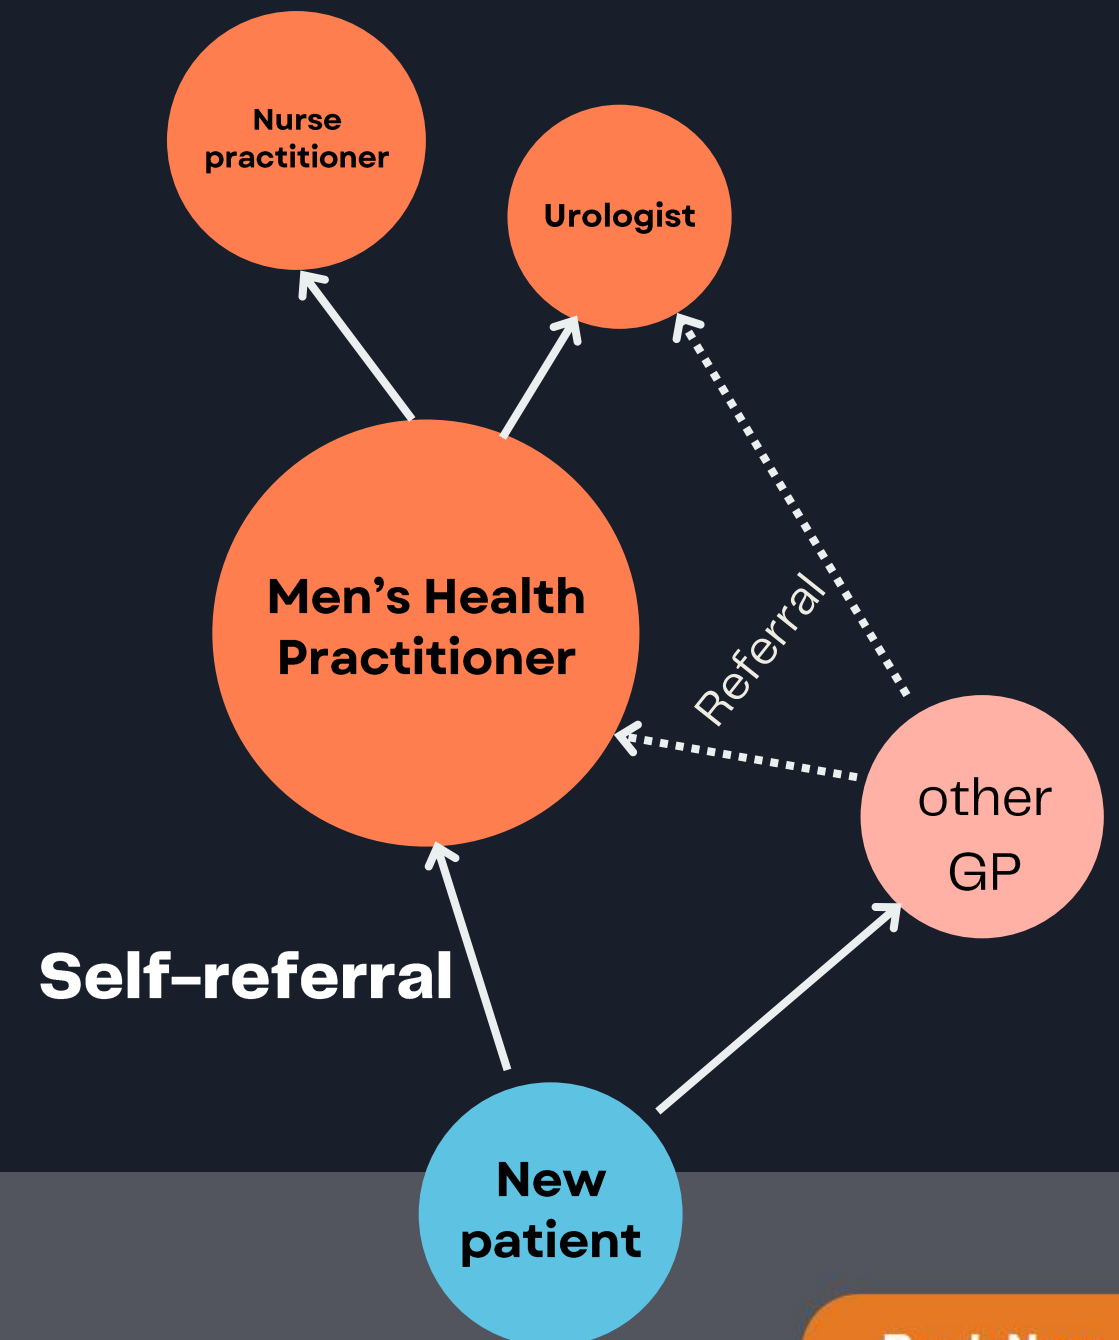 Nurse
practitioner
Urologist
Men’s Health
Practitioner
Referral
other
GP
Self-referral
New
patient